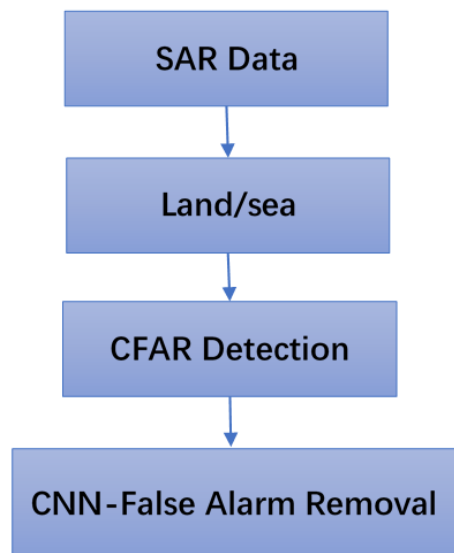 SAR Data
Land/sea
CFAR Detection
CNN-False Alarm Removal